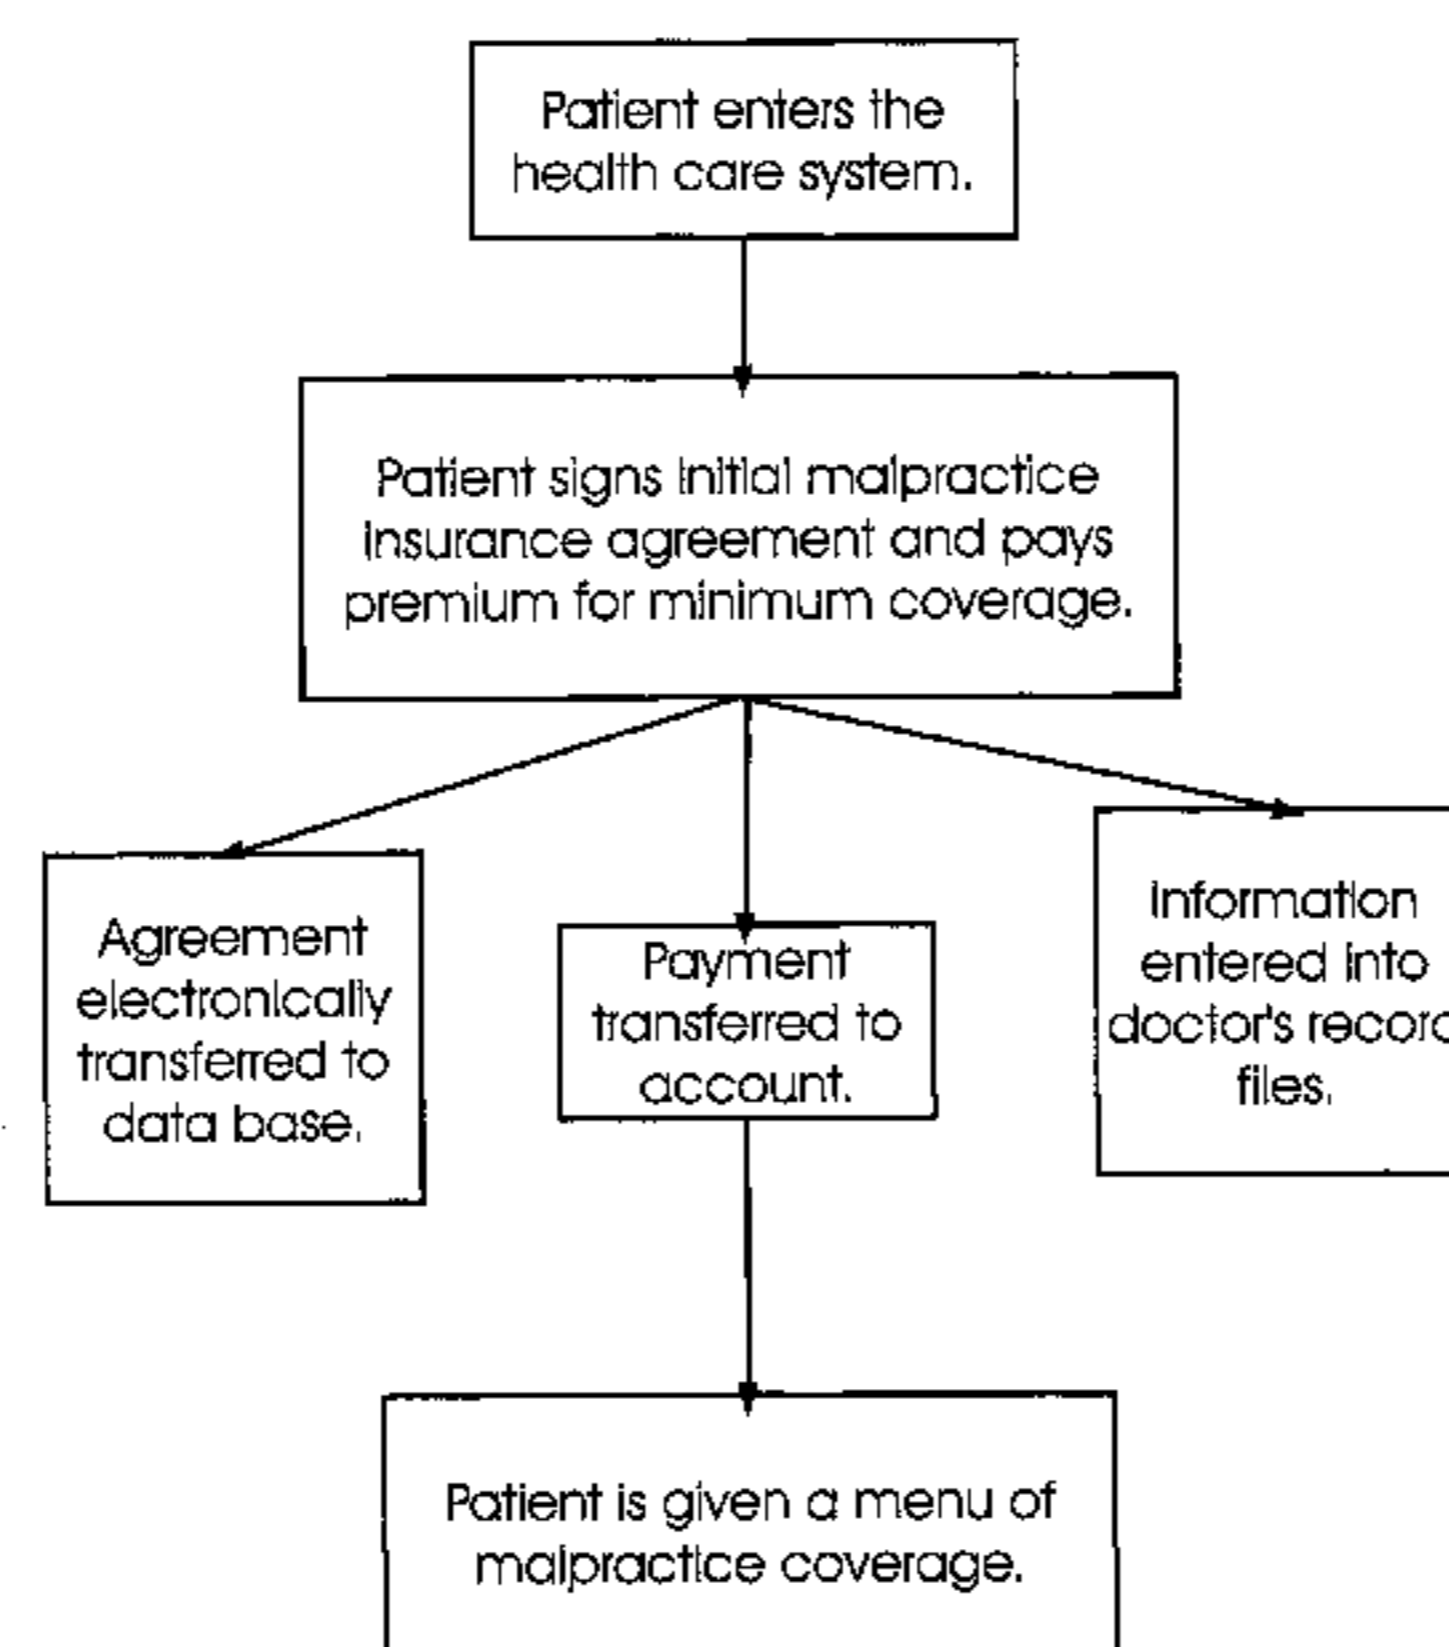 Patient enters the
health care system.
Patient signs initial malpractice
insurance agreement and pays
premium for minimum coverage.
Agreement
electronically
transferred to
data base.
Payment
transferred to
account.
Information
entered into
doctor's
files.
Patient is given a menu of
malpractice coverage.